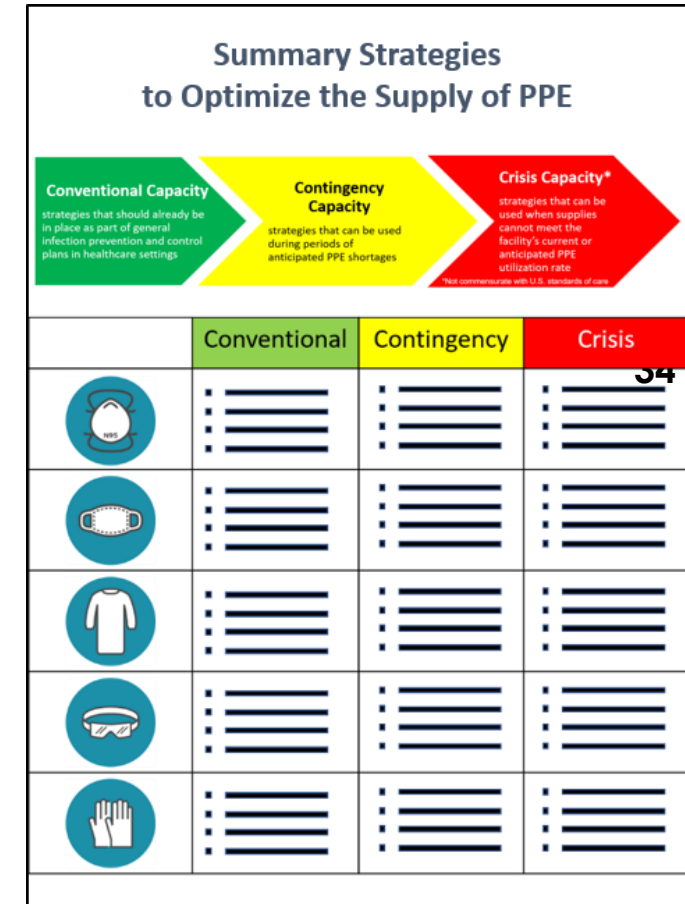 Summary Strategies
to Optimize the Supply of PPE
Conventional Capacity
strategies that should already be
in place as part of general
infection prevention and control
plans in healthcare settings
Contingency
Capacity
strategies that can be used
during periods of
anticipated PPE shortages
Crisis Capacity*
strategies that can be
used when supplies
cannot meet the
facility's current or
anticipated PPE
utilization rate
*Not commensurate with U.S. standards of care
Conventional Contingency Crisis
34
N95